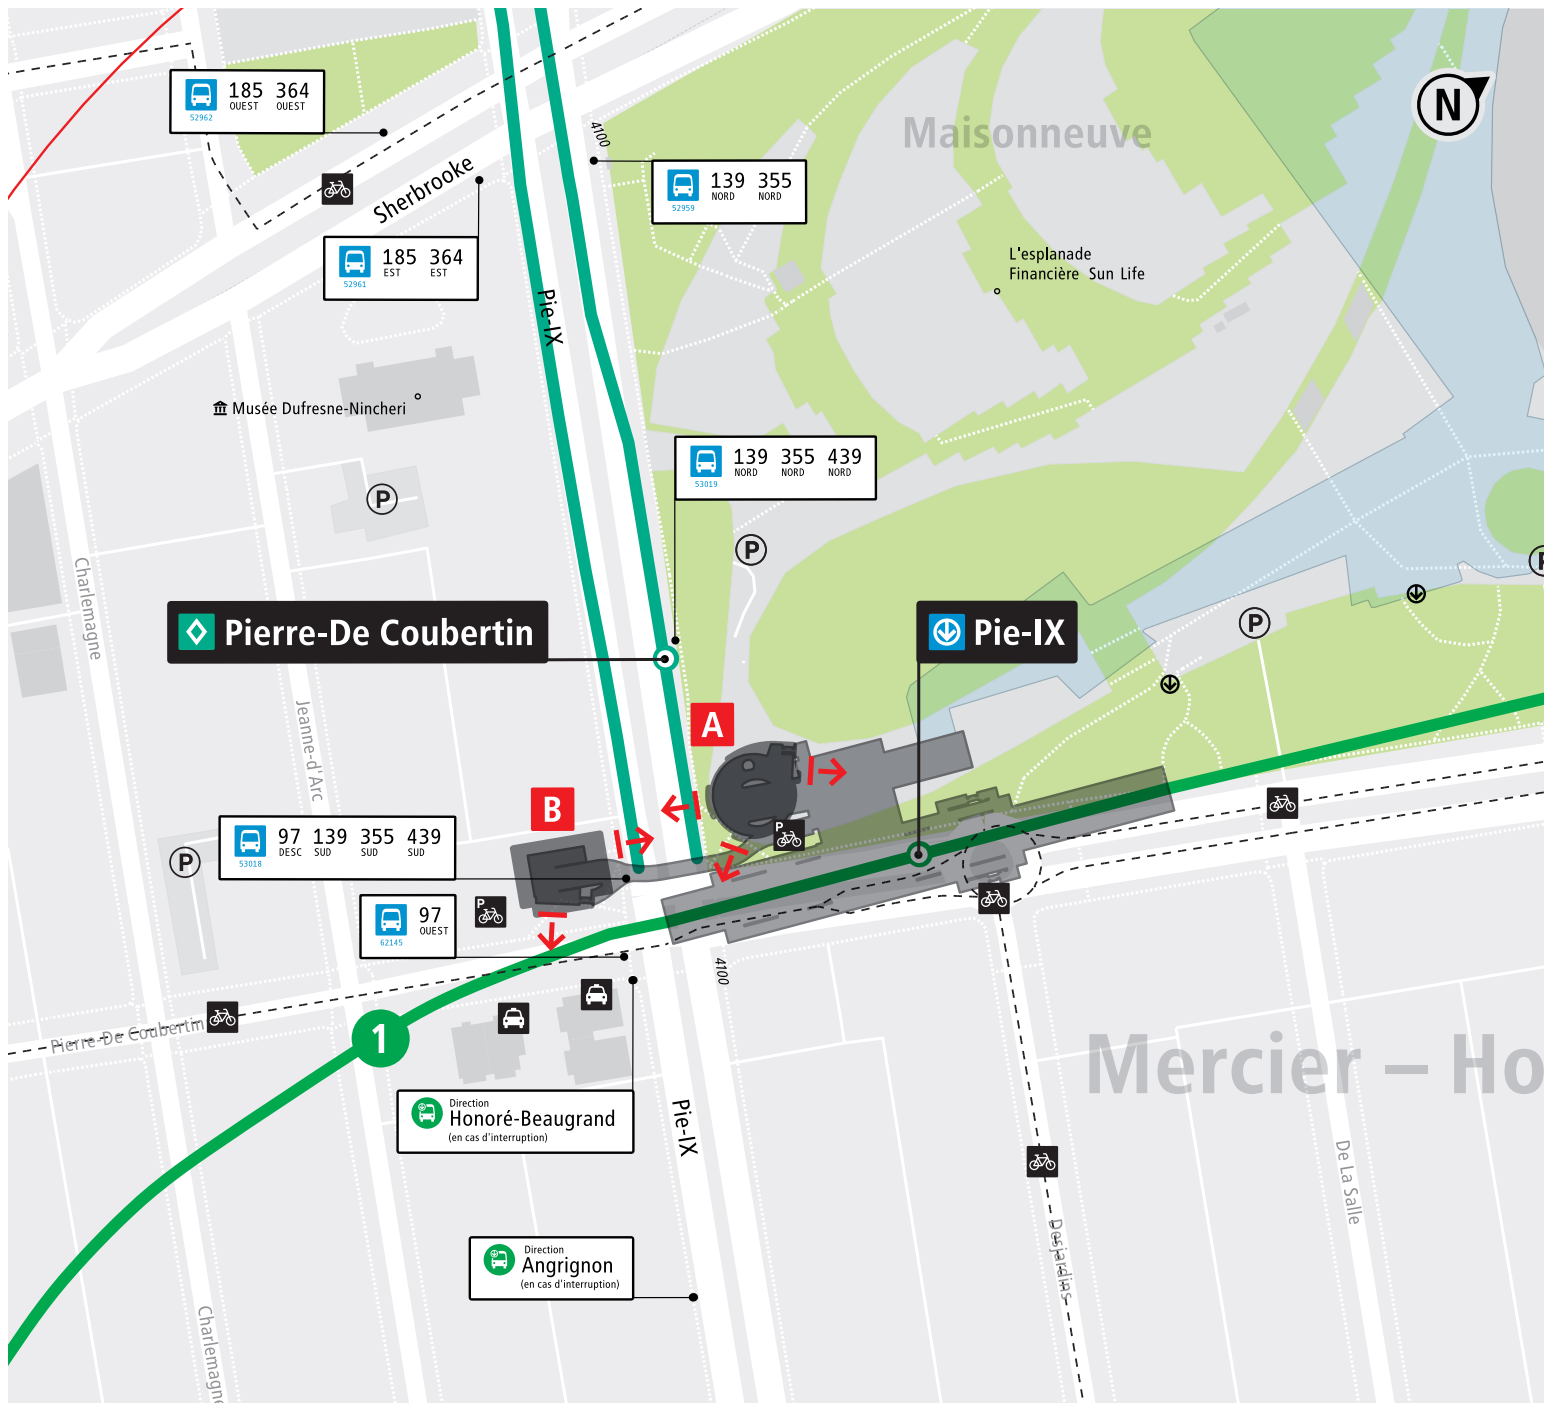 185 364
OUEST OUEST
52962
N
4100
Maisonneuve
Sherbrooke
139 355
NORD NORD
52959
185 364
EST EST
52961
L'esplanade
Financière Sun Life
Pie-IX
Musée Dufresne-Nincheri
139 355 439
NORD NORD NORD
53019
P
P
Charlemagne
P
Pierre-De Coubertin
Pie-IX
P
Jeanne-d'Arc
A
B
97 139 355 439
DESC SUD SUD SUD
53018
P
P
P
97
OUEST
62145
4100
Pierre-De Coubertin
1
Mercier – Ho
Direction
Honoré-Beaugrand
(en cas d'interruption)
Pie-IX
De La Salle
Desjardins
Direction
Angrignon
(en cas d'interruption)
Charlemagne